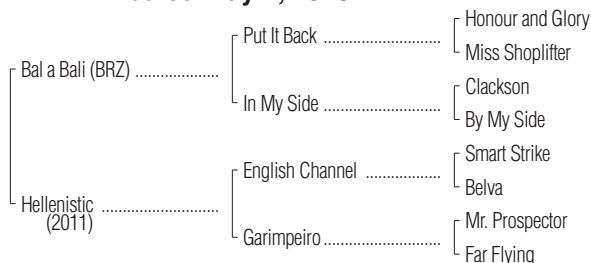 Honour and Glory
Put It Back
Miss Shoplifter
Bal a Bali (BRZ)
Clackson
In My Side
By My Side
Smart Strike
English Channel
Belva
Hellenistic
(2011)
Mr. Prospector
Garimpeiro
Far Flying